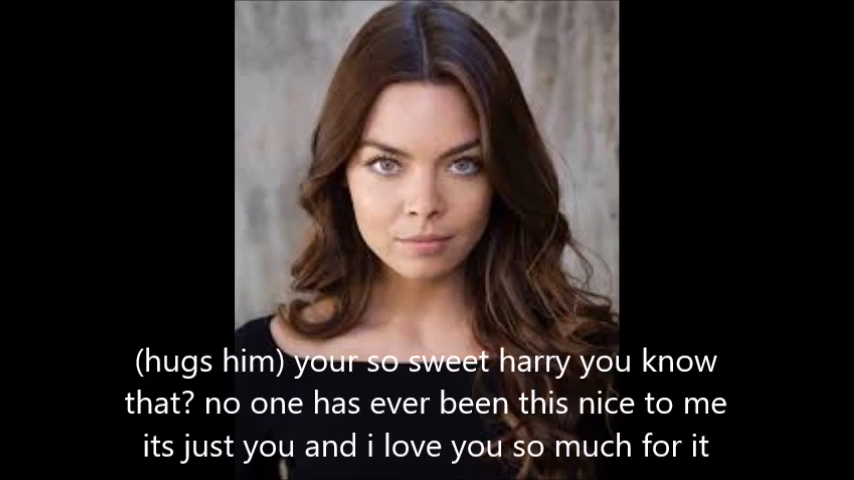 (hugs him) your so sweet harry you know
that? no one has ever been this nice to me
its just you and i love you so much for it